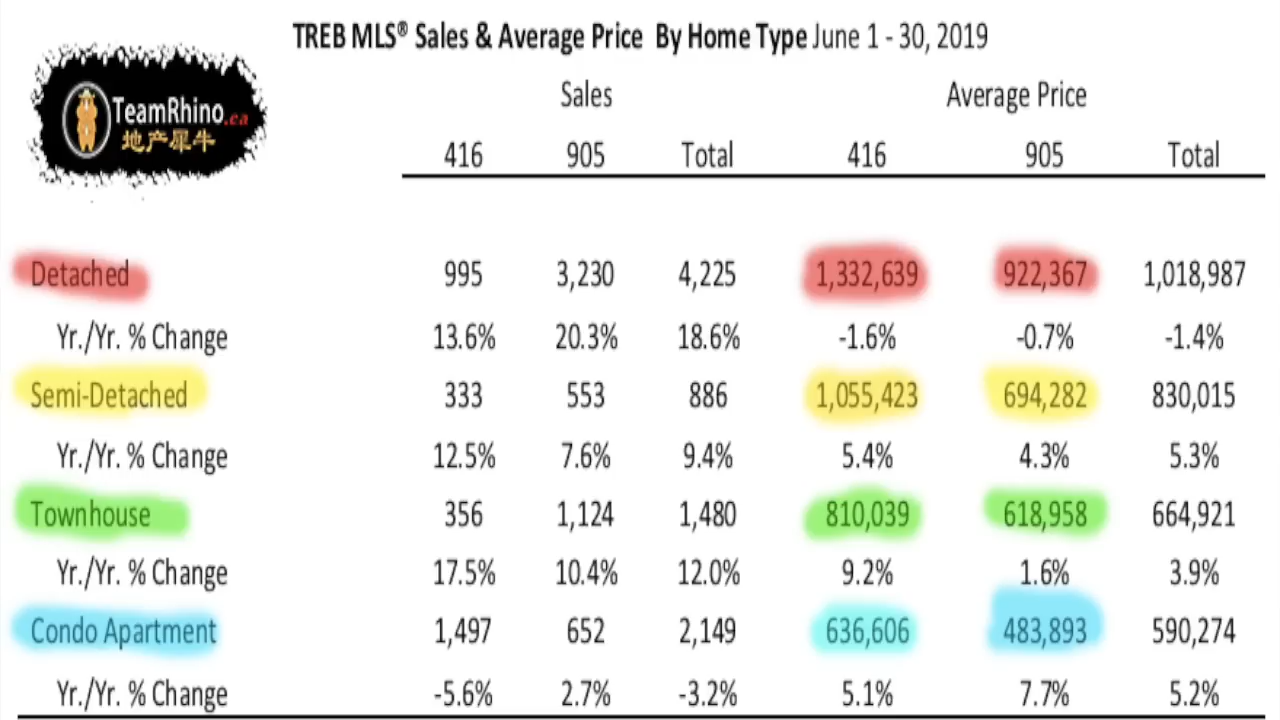 TREB MLS® Sales & Average Price By Home Type June 1 - 30, 2019
TeamRhino.ca
地产犀牛
Sales Average Price
416 905 Total 416 905 Total
Detached 995 3,230 4,225 1,332,639 922,367 1,018,987
Yr./Yr. % Change 13.6% 20.3% 18.6% -1.6% -0.7% -1.4%
Semi-Detached 333 553 886 1,055,423 694,282 830,015
Yr./Yr. % Change 12.5% 7.6% 9.4% 5.4% 4.3% 5.3%
Townhouse 356 1,124 1,480 810,039 618,958 664,921
Yr./Yr. % Change 17.5% 10.4% 12.0% 9.2% 1.6% 3.9%
Condo Apartment 1,497 652 2,149 636,606 483,893 590,274
Yr./Yr. % Change -5.6% 2.7% -3.2% 5.1% 7.7% 5.2%